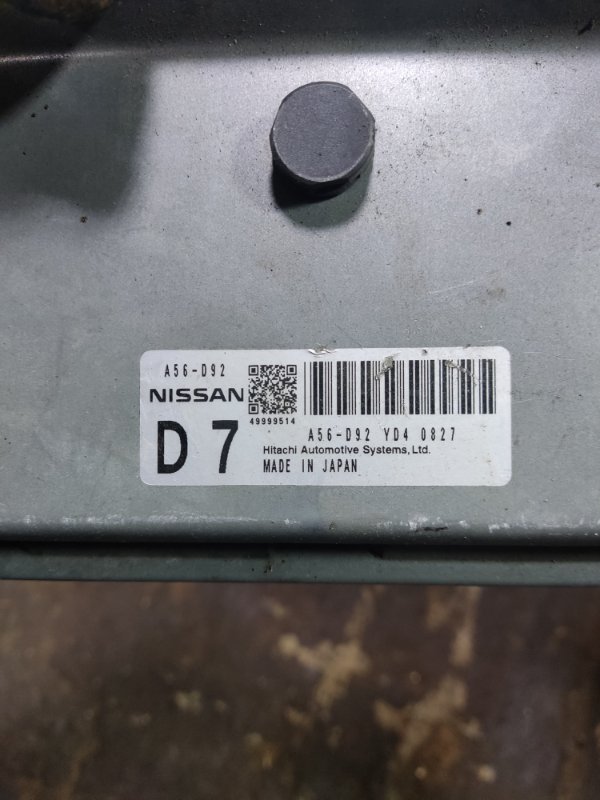 A56-D92
NISSAN
D 7
49999514
A56-D92 YD4 0827
Hitachi Automotive Systems,Ltd.
MADE IN JAPAN